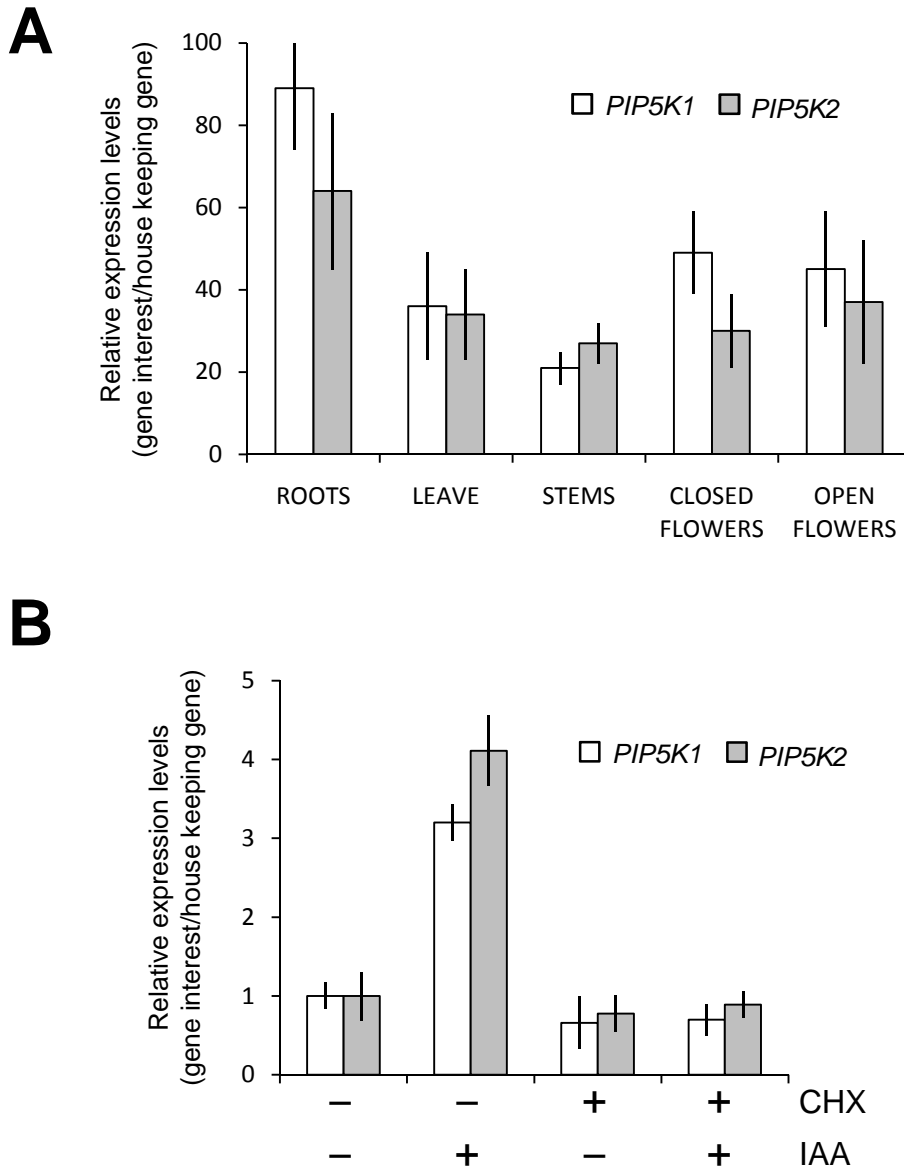 A
Relative expression levels
(gene interest/house keeping gene)
100
80
60
40
20
0
PIP5K1 PIP5K2
ROOTS LEAVE STEMS CLOSED FLOWERS OPEN FLOWERS
B
Relative expression levels
(gene interest/house keeping gene)
5
4
3
2
1
0
PIP5K1 PIP5K2
– – + + CHX
– + – + IAA